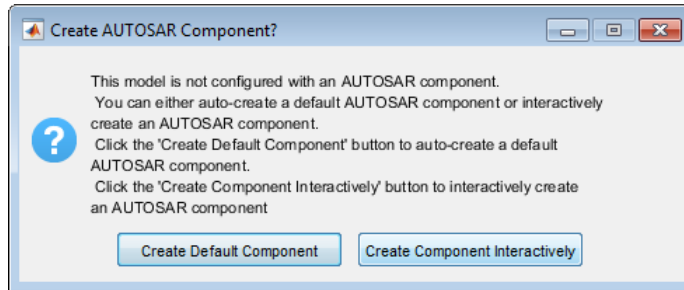 Create AUTOSAR Component?
This model is not configured with an AUTOSAR component.
You can either auto-create a default AUTOSAR component or interactively
create an AUTOSAR component.
Click the 'Create Default Component' button to auto-create a default
AUTOSAR component.
Click the 'Create Component Interactively' button to interactively create
an AUTOSAR component
Create Default Component
Create Component Interactively